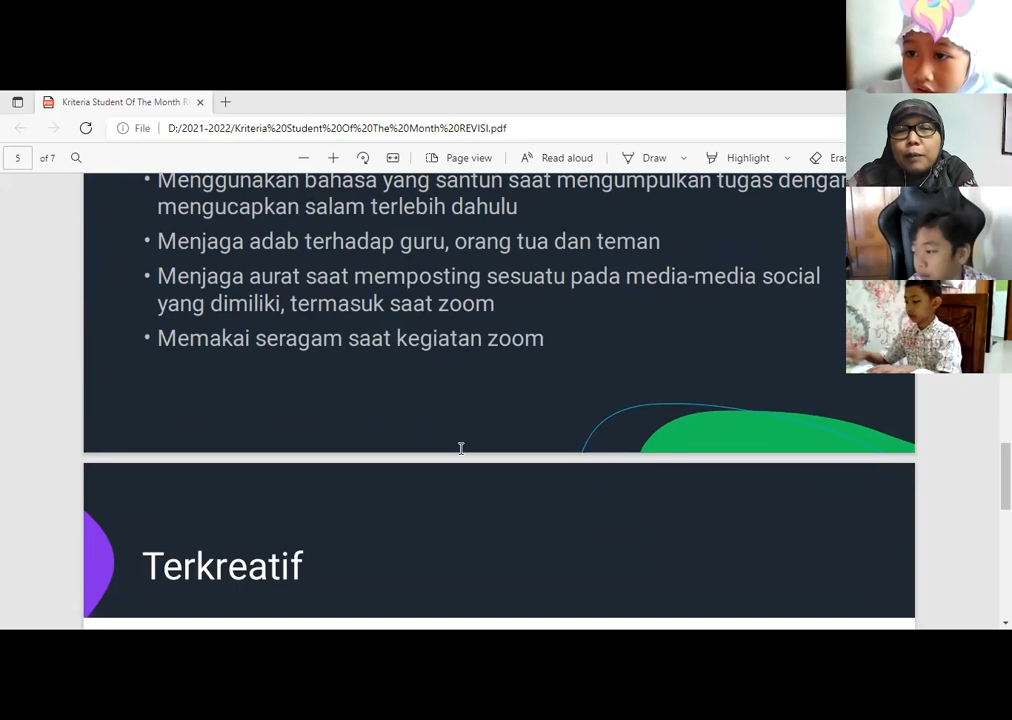 Kriteria Student Of The Month R
File D:/2021-2022/Kriteria%20Student%20Of%20The%20Month%20REVISI.pdf
5 of 7 Page view Read aloud Draw Highlight Eras
Menggunakan bahasa yang santun saat mengumpulkan tugas dengan
mengucapkan salam terlebih dahulu
• Menjaga adab terhadap guru, orang tua dan teman
• Menjaga aurat saat memposting sesuatu pada media-media social
yang dimiliki, termasuk saat zoom
• Memakai seragam saat kegiatan zoom
Terkreatif